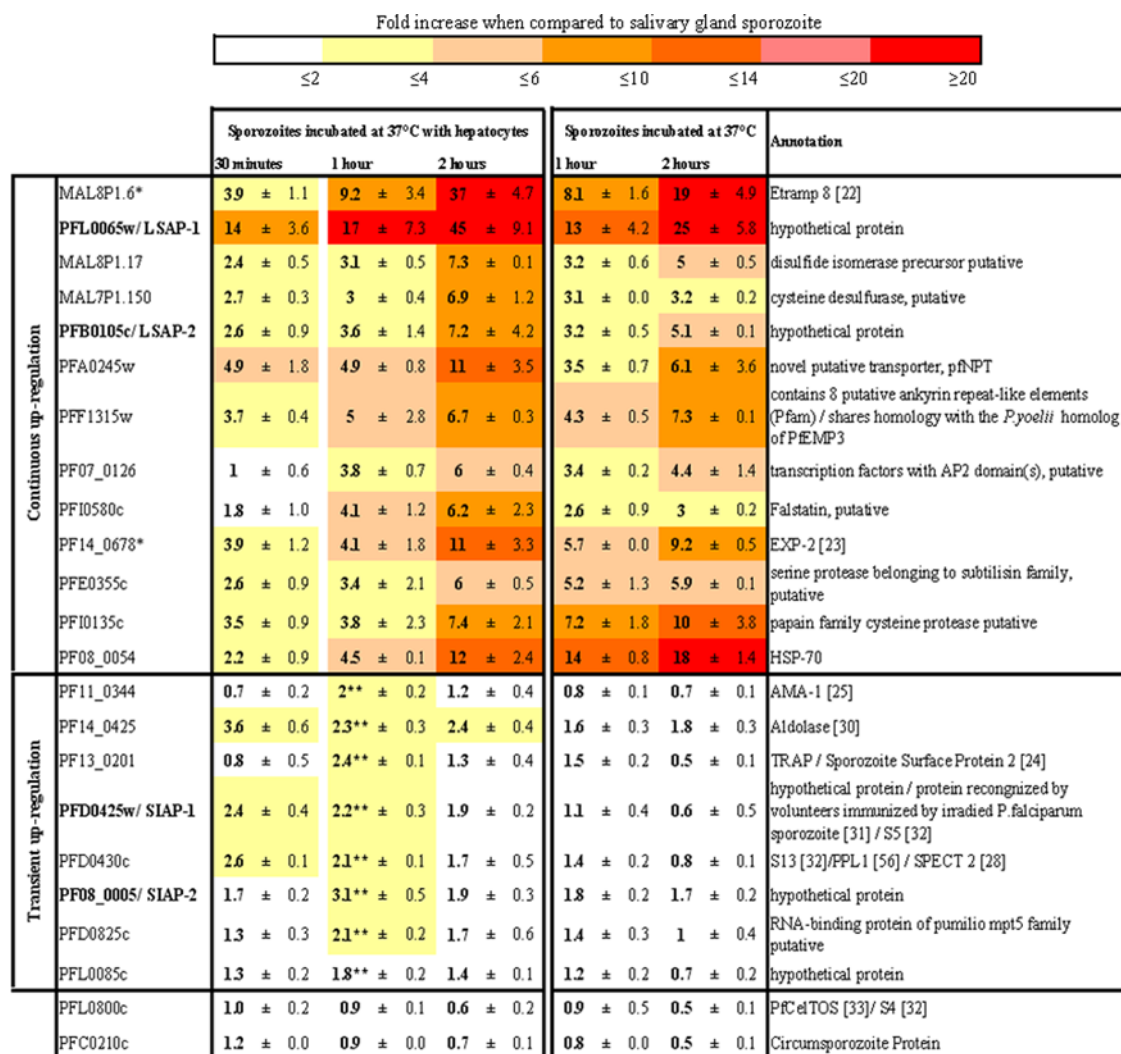 Fold increase when compared to salivary gland sporozoite
≤2 ≤4 ≤6 ≤10 ≤14 ≤20 ≥20
Sporozoites incubated at 37°C with hepatocytes Sporozoites incubated at 37°C Annotation
30 minutes 1 hour 2 hours 1 hour 2 hours
Continuous up-regulation
MAL8P1.6* 3.9 ± 1.1 9.2 ± 3.4 37 ± 4.7 8.1 ± 1.6 19 ± 4.9 Etramp 8 [22]
PFL0065w/ LSAP-1 14 ± 3.6 17 ± 7.3 45 ± 9.1 13 ± 4.2 25 ± 5.8 hypothetical protein
MAL8P1.17 2.4 ± 0.5 3.1 ± 0.5 7.3 ± 0.1 3.2 ± 0.6 5 ± 0.5 disulfide isomerase precursor putative
MAL7P1.150 2.7 ± 0.3 3 ± 0.4 6.9 ± 1.2 3.1 ± 0.0 3.2 ± 0.2 cysteine desulfurase, putative
PFB0105c/ LSAP-2 2.6 ± 0.9 3.6 ± 1.4 7.2 ± 4.2 3.2 ± 0.5 5.1 ± 0.1 hypothetical protein
PFA0245w 4.9 ± 1.8 4.9 ± 0.8 11 ± 3.5 3.5 ± 0.7 6.1 ± 3.6 novel putative transporter, pfNPT
contains 8 putative ankyrin repeat-like elements
PFF1315w 3.7 ± 0.4 5 ± 2.8 6.7 ± 0.3 4.3 ± 0.5 7.3 ± 0.1 (Pfam) / shares homology with the P.yoelii homolog
of PfEMP3
PF07_0126 1 ± 0.6 3.8 ± 0.7 6 ± 0.4 3.4 ± 0.2 4.4 ± 1.4 transcription factors with AP2 domain(s), putative
PFI0580c 1.8 ± 1.0 4.1 ± 1.2 6.2 ± 2.3 2.6 ± 0.9 3 ± 0.2 Falstatin, putative
PF14_0678* 3.9 ± 1.2 4.1 ± 1.8 11 ± 3.3 5.7 ± 0.0 9.2 ± 0.5 EXP-2 [23]
PFE0355c 2.6 ± 0.9 3.4 ± 2.1 6 ± 0.5 5.2 ± 1.3 5.9 ± 0.1 serine protease belonging to subtilisin family,
putative
PFI0135c 3.5 ± 0.9 3.8 ± 2.3 7.4 ± 2.1 7.2 ± 1.8 10 ± 3.8 papain family cysteine protease putative
PF08_0054 2.2 ± 0.9 4.5 ± 0.1 12 ± 2.4 14 ± 0.8 18 ± 1.4 HSP-70
Transient up-regulation
PF11_0344 0.7 ± 0.2 2** ± 0.2 1.2 ± 0.4 0.8 ± 0.1 0.7 ± 0.1 AMA-1 [25]
PF14_0425 3.6 ± 0.6 2.3** ± 0.3 2.4 ± 0.4 1.6 ± 0.3 1.8 ± 0.3 Aldolase [30]
PF13_0201 0.8 ± 0.5 2.4** ± 0.1 1.3 ± 0.4 1.5 ± 0.2 0.5 ± 0.1 TRAP / Sporozoite Surface Protein 2 [24]
hypothetical protein / protein recongnized by
PFD0425w/ SIAP-1 2.4 ± 0.4 2.2** ± 0.3 1.9 ± 0.2 1.1 ± 0.4 0.6 ± 0.5 volunteers immunized by irradied P.falciparum
sporozoite [31] / S5 [32]
PFD0430c 2.6 ± 0.1 2.1** ± 0.1 1.7 ± 0.5 1.4 ± 0.2 0.8 ± 0.1 S13 [32]/PPL1 [56] / SPECT 2 [28]
PF08_0005/ SIAP-2 1.7 ± 0.2 3.1** ± 0.5 1.9 ± 0.3 1.8 ± 0.2 1.7 ± 0.2 hypothetical protein
PFD0825c 1.3 ± 0.3 2.1** ± 0.2 1.7 ± 0.6 1.4 ± 0.3 1 ± 0.4 RNA-binding protein of pumilio mpt5 family
putative
PFL0085c 1.3 ± 0.2 1.8** ± 0.2 1.4 ± 0.1 1.2 ± 0.2 0.7 ± 0.2 hypothetical protein
PFL0800c 1.0 ± 0.2 0.9 ± 0.1 0.6 ± 0.2 0.9 ± 0.5 0.5 ± 0.1 PfCelTOS [33]/ S4 [32]
PFC0210c 1.2 ± 0.0 0.9 ± 0.0 0.7 ± 0.1 0.8 ± 0.0 0.5 ± 0.1 Circumsporozoite Protein